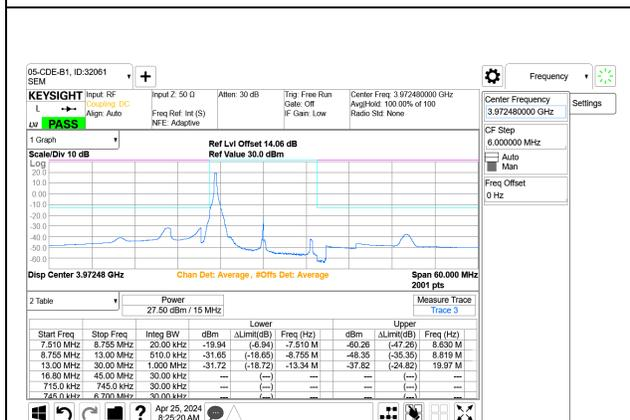 05-CDE-B1, ID:32061
SEM
+
Frequency
KEYSIGHT Input: RF Input Z: 50 Ω Atten: 30 dB Trig: Free Run Center Freq: 3.972480000 GHz
Coupling: DC Gate: Off Avg|Hold: 100.00% of 100
L Align: Auto Freq Ref: Int (S) IF Gain: Low Radio Std: None
NFE: Adaptive
LXI PASS
Center Frequency
3.972480000 GHz
Settings
CF Step
6.000000 MHz
Auto
Man
Freq Offset
0 Hz
1 Graph
Ref Lvl Offset 14.06 dB
Scale/Div 10 dB Ref Value 30.0 dBm
Log
20.0
10.0
0.00
-10.0
-20.0
-30.0
-40.0
-50.0
-60.0
Disp Center 3.97248 GHz Chan Det: Average , #Offs Det: Average Span 60.000 MHz
2001 pts
2 Table Power Measure Trace
27.50 dBm / 15 MHz Trace 3
Lower Upper
Start Freq Stop Freq Integ BW dBm ΔLimit(dB) Freq (Hz) dBm ΔLimit(dB) Freq (Hz)
7.510 MHz 8.755 MHz 20.00 kHz -19.94 (-6.94) -7.510 M -60.26 (-47.26) 8.630 M
8.755 MHz 13.00 MHz 510.0 kHz -31.65 (-18.65) -8.755 M -48.35 (-35.35) 8.819 M
13.00 MHz 30.00 MHz 1.000 MHz -31.72 (-18.72) -13.34 M -37.82 (-24.82) 19.97 M
16.80 MHz 45.00 MHz 30.00 kHz --- (---) --- --- (---) ---
715.0 kHz 745.0 kHz 30.00 kHz --- (---) --- --- (---) ---
745.0 kHz 6.700 MHz 30.00 kHz --- (---) --- --- (---) ---
? Apr 25, 2024
8:25:20 AM